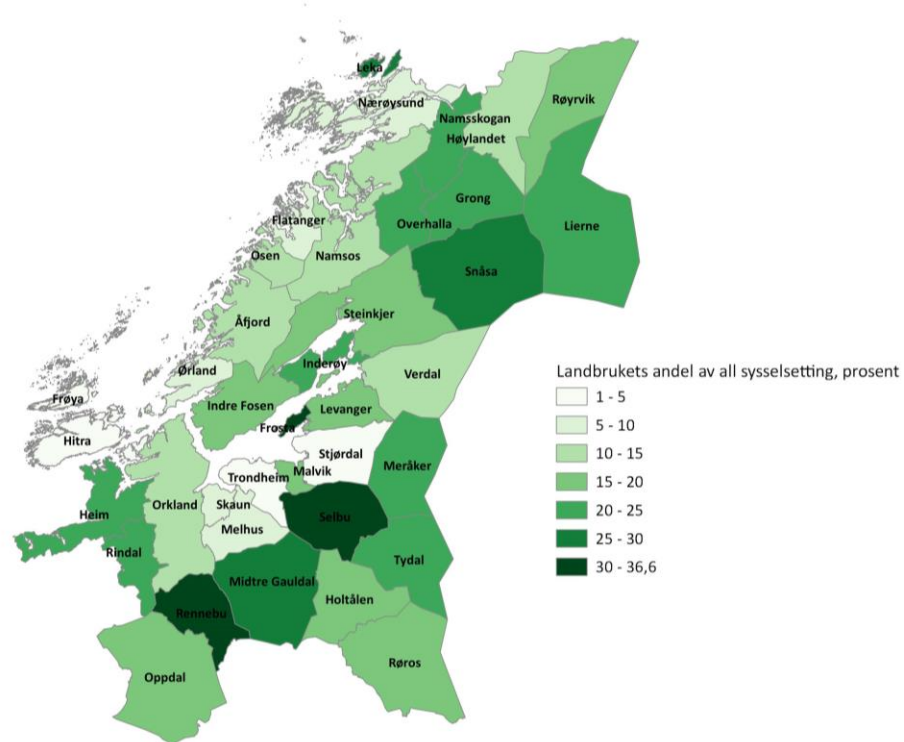 Leka
Nærøysund
Røyrvik
Namsskogan
Høylandet
Grong
Flatanger
Overhalla
Lierne
Osen
Namsos
Snåsa
Steinkjer
Åfjord
Inderøy
Ørland
Verdal
Frøya
Indre Fosen
Levanger
Frosta
Hitra
Stjørdal
Meråker
Malvik
Trondheim
Orkland
Skaun
Heim
Selbu
Melhus
Rindal
Tydal
Midtre Gauldal
Holtålen
Rennebu
Røros
Oppdal
Landbrukets andel av all sysselsetting, prosent
1 - 5
5 - 10
10 - 15
15 - 20
20 - 25
25 - 30
30 - 36,6